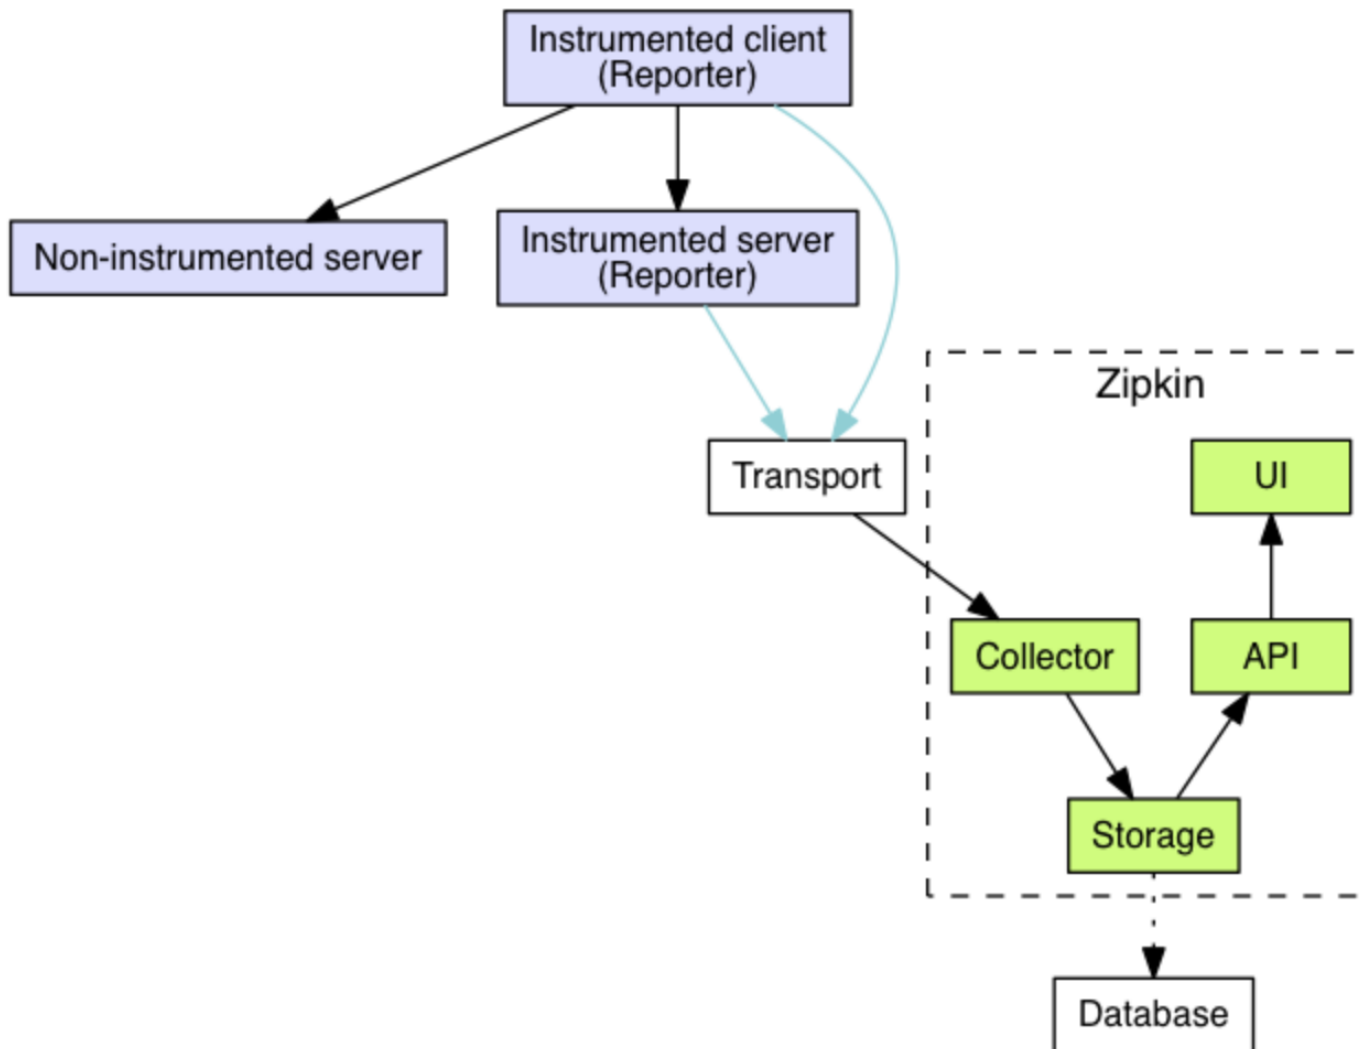 Instrumented client
(Reporter)
Non-instrumented server
Instrumented server
(Reporter)
Zipkin
Transport
UI
Collector
API
Storage
Database